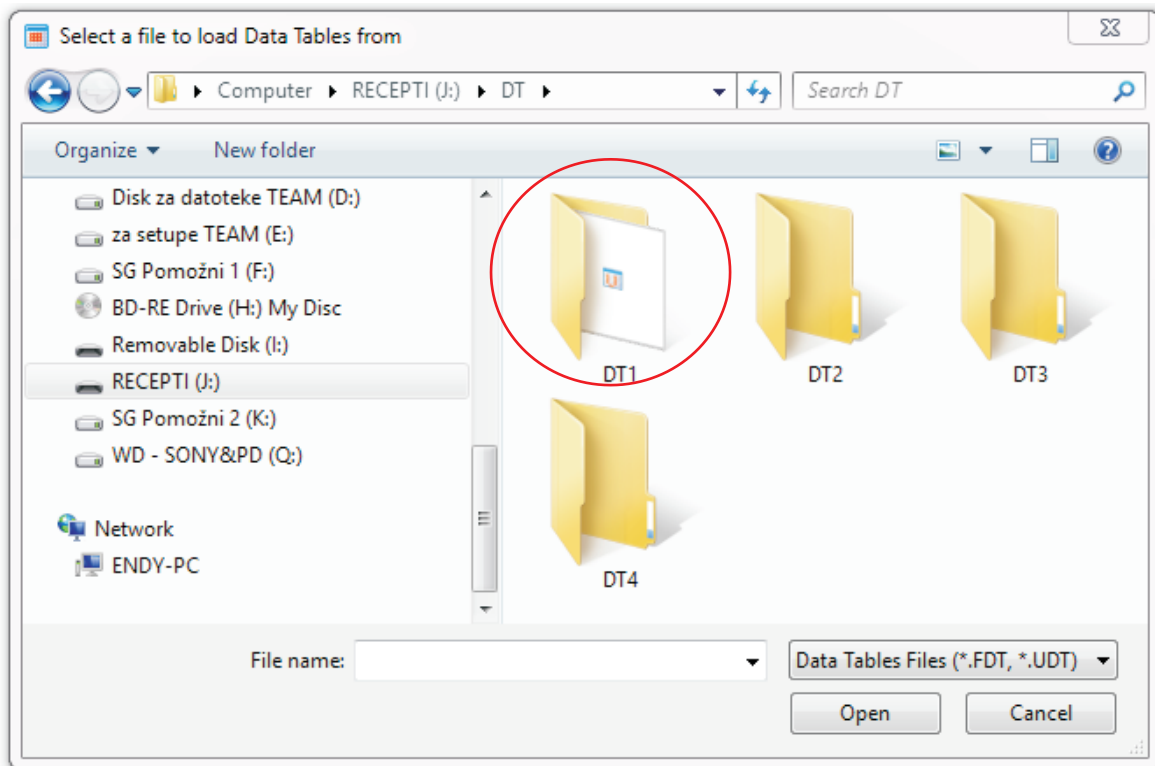 Select a file to load Data Tables from
Computer RECEPTI (J:) DT
Search DT
Organize New folder
Disk za datoteke TEAM (D:)
za setupe TEAM (E:)
SG Pomožni 1 (F:)
BD-RE Drive (H:) My Disc
Removable Disk (I:)
RECEPTI (J:)
SG Pomožni 2 (K:)
WD - SONY&PD (Q:)
Network
ENDY-PC
DT1 DT2 DT3
DT4
File name:
Data Tables Files (*.FDT, *.UDT)
Open Cancel